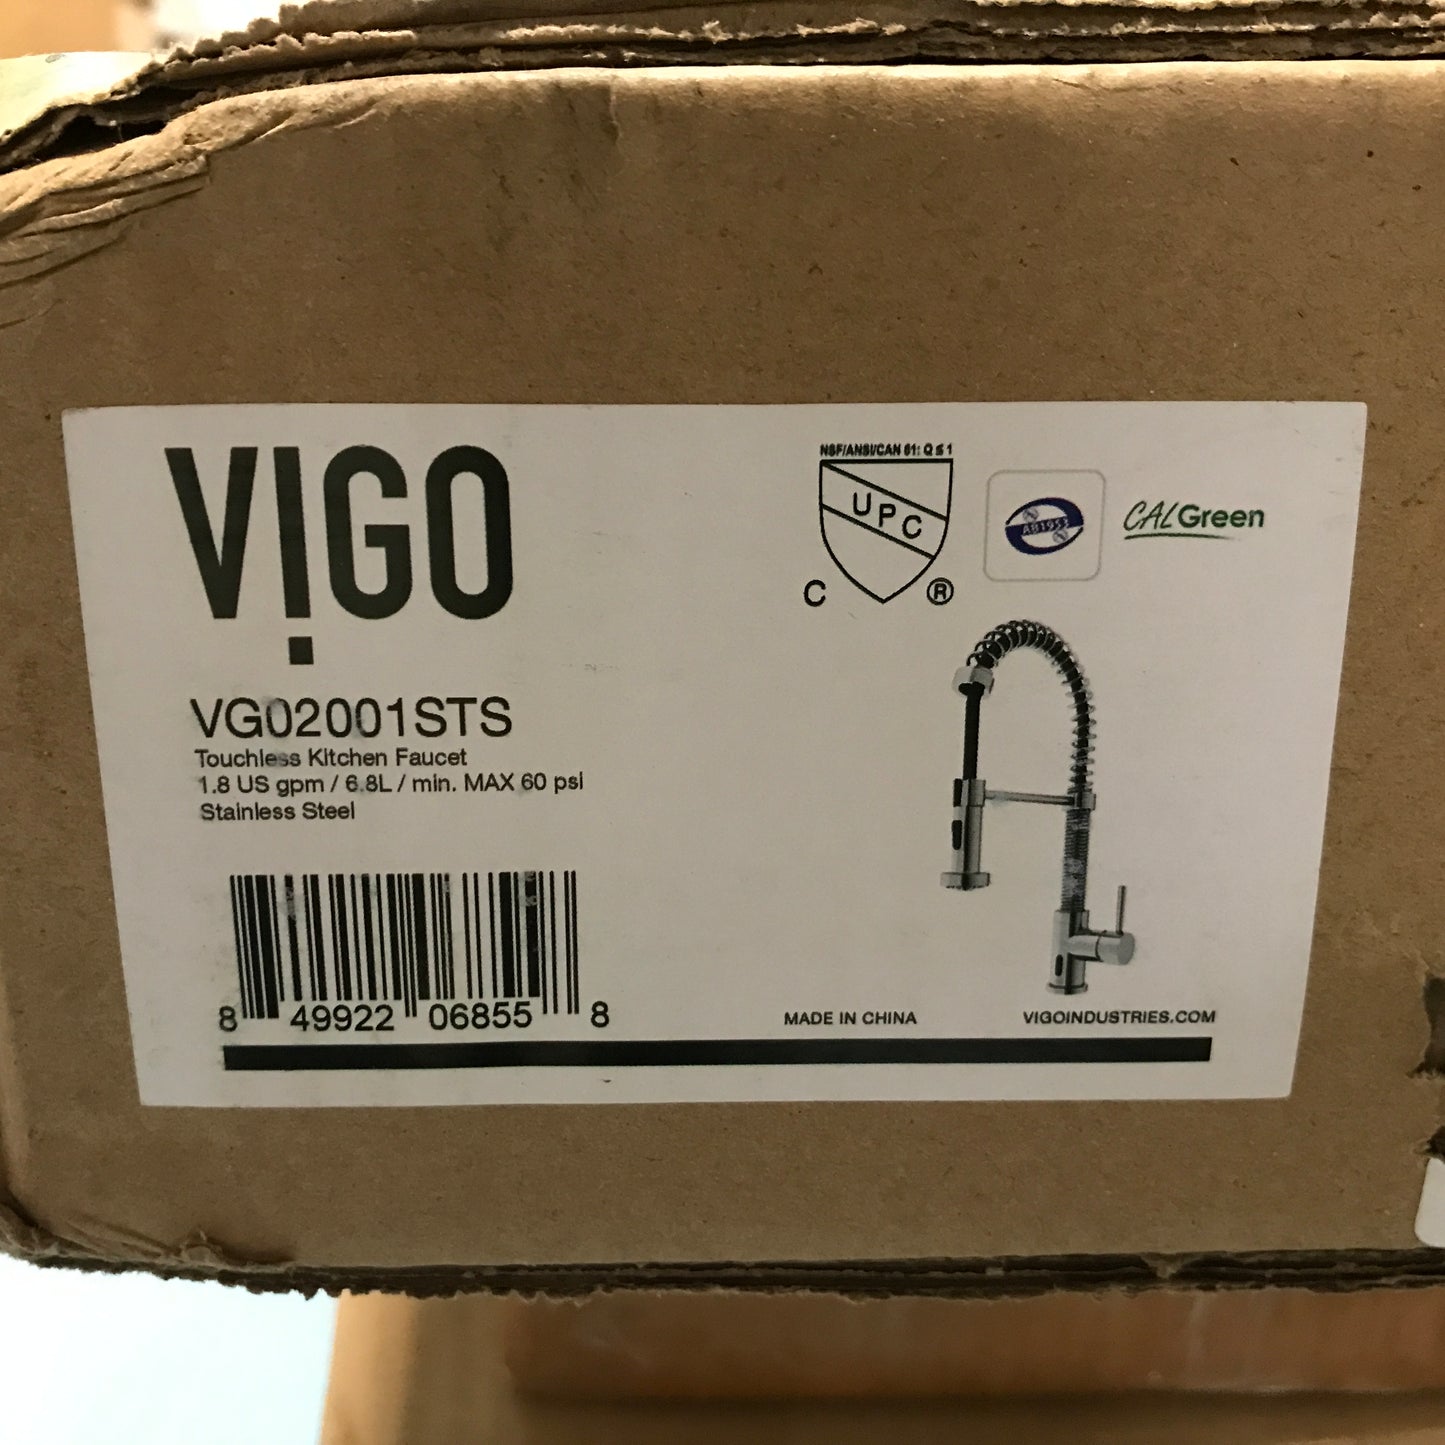 VIGO
NSF/ANSI/CAN 61: Q ≤ 1
UPC
C ®
AB1953
CALGreen
VG02001STS
Touchless Kitchen Faucet
1.8 US gpm / 6.8L / min. MAX 60 psi
Stainless Steel
8 49922 06855 8
MADE IN CHINA
VIGOINDUSTRIES.COM